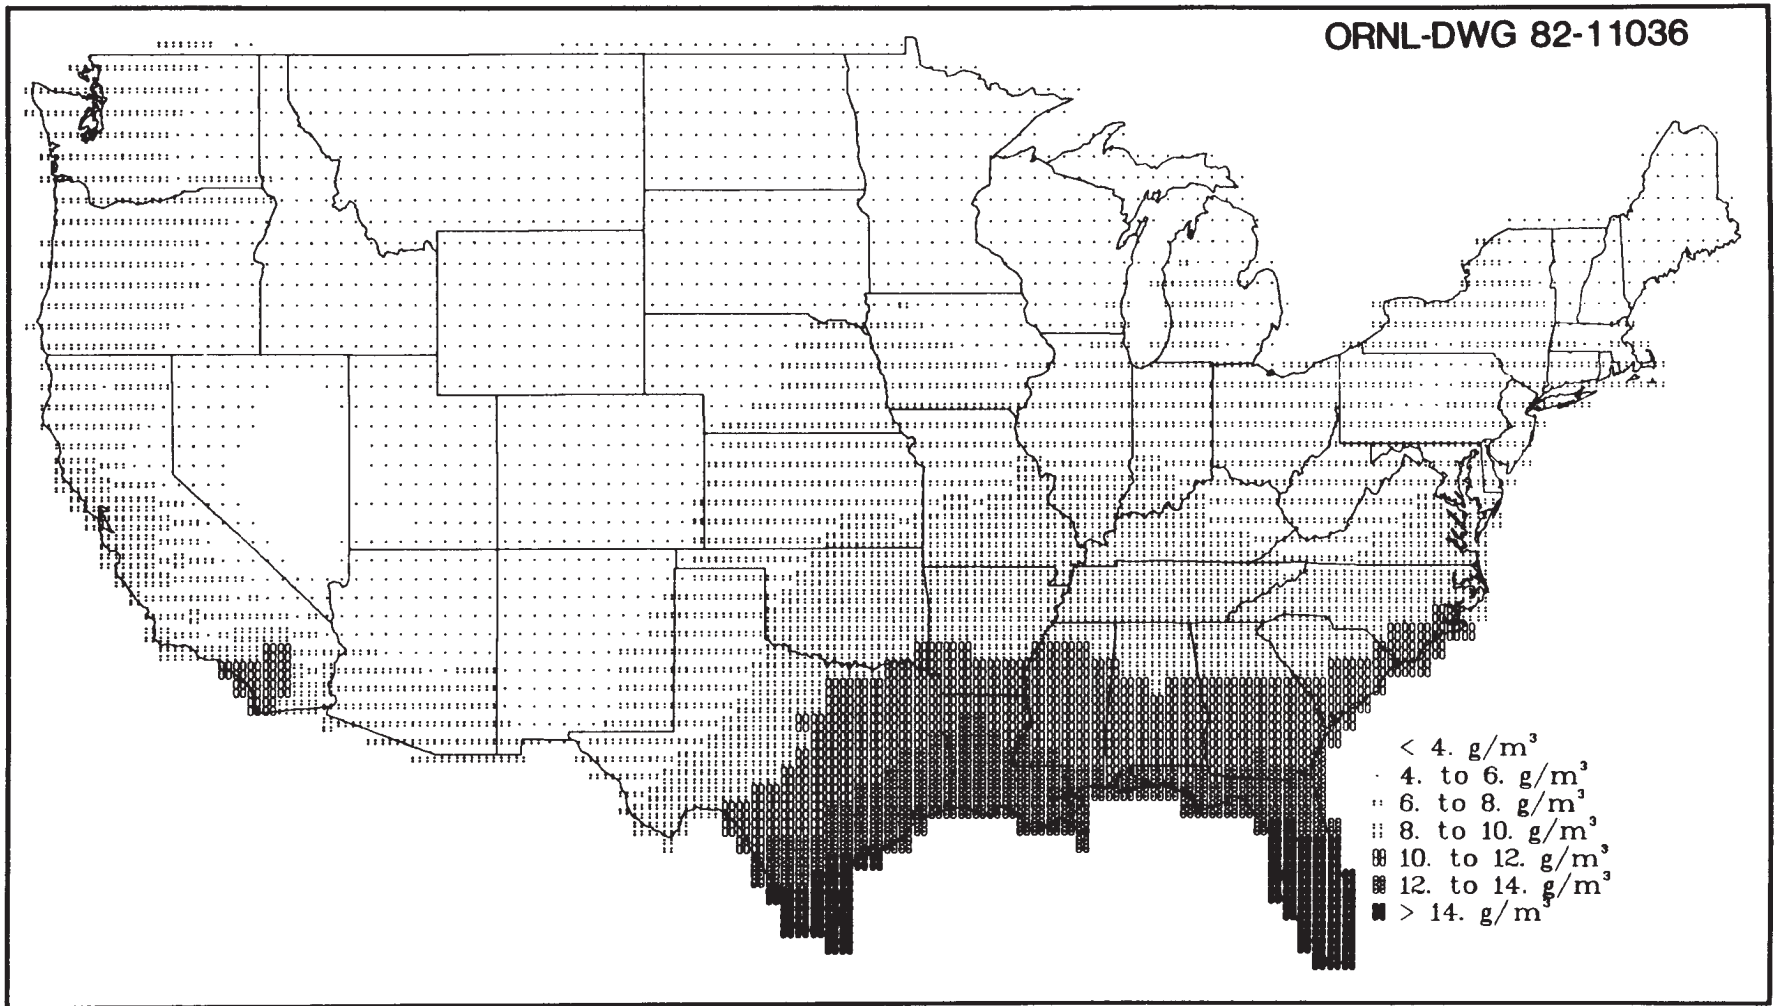 ORNL-DWG 82-11036
< 4. g/m³
4. to 6. g/m³
6. to 8. g/m³
8. to 10. g/m³
10. to 12. g/m³
12. to 14. g/m³
> 14. g/m³